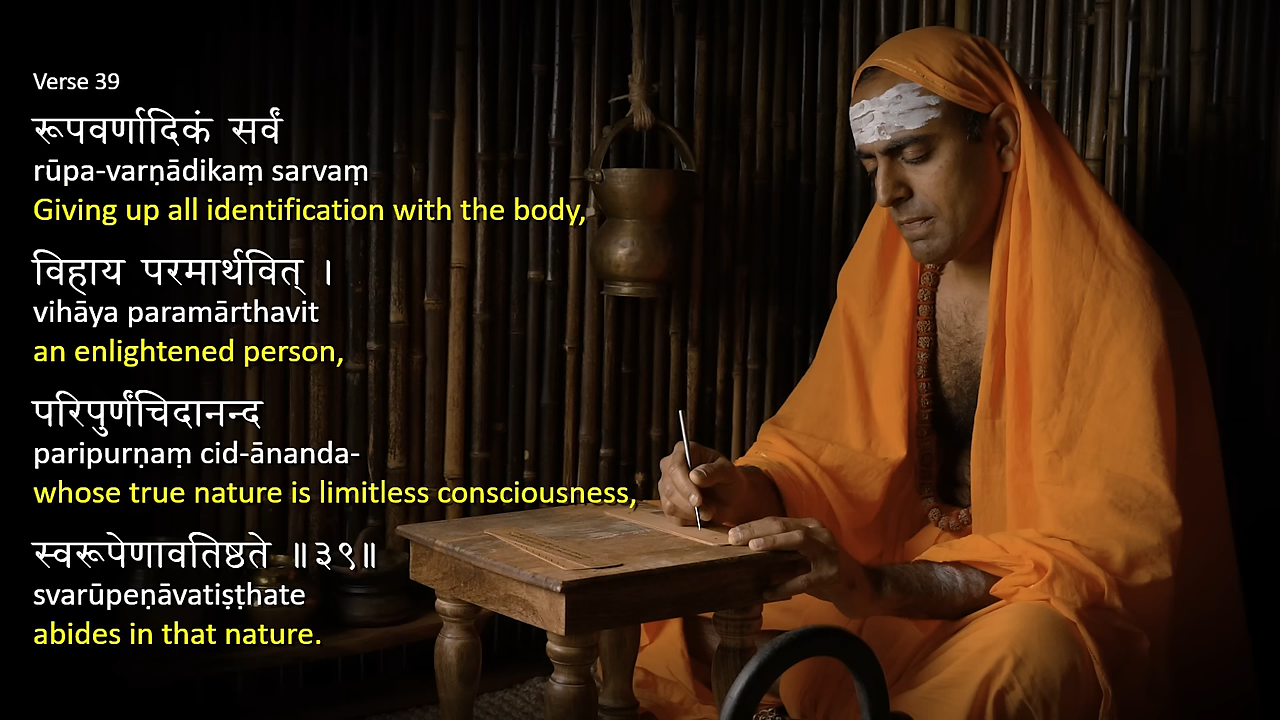 Verse 39
रूपवर्णादिकं सर्वं
rūpa-varṇādikaṃ sarvaṃ
Giving up all identification with the body,
विहाय परमार्थवित् ।
vihāya paramārthavit
an enlightened person,
परिपुर्णंचिदानन्द
paripurṇaṃ cid-ānanda-
whose true nature is limitless consciousness,
स्वरूपेणावतिष्ठते ॥३९॥
svarūpeṇāvatiṣṭhate
abides in that nature.